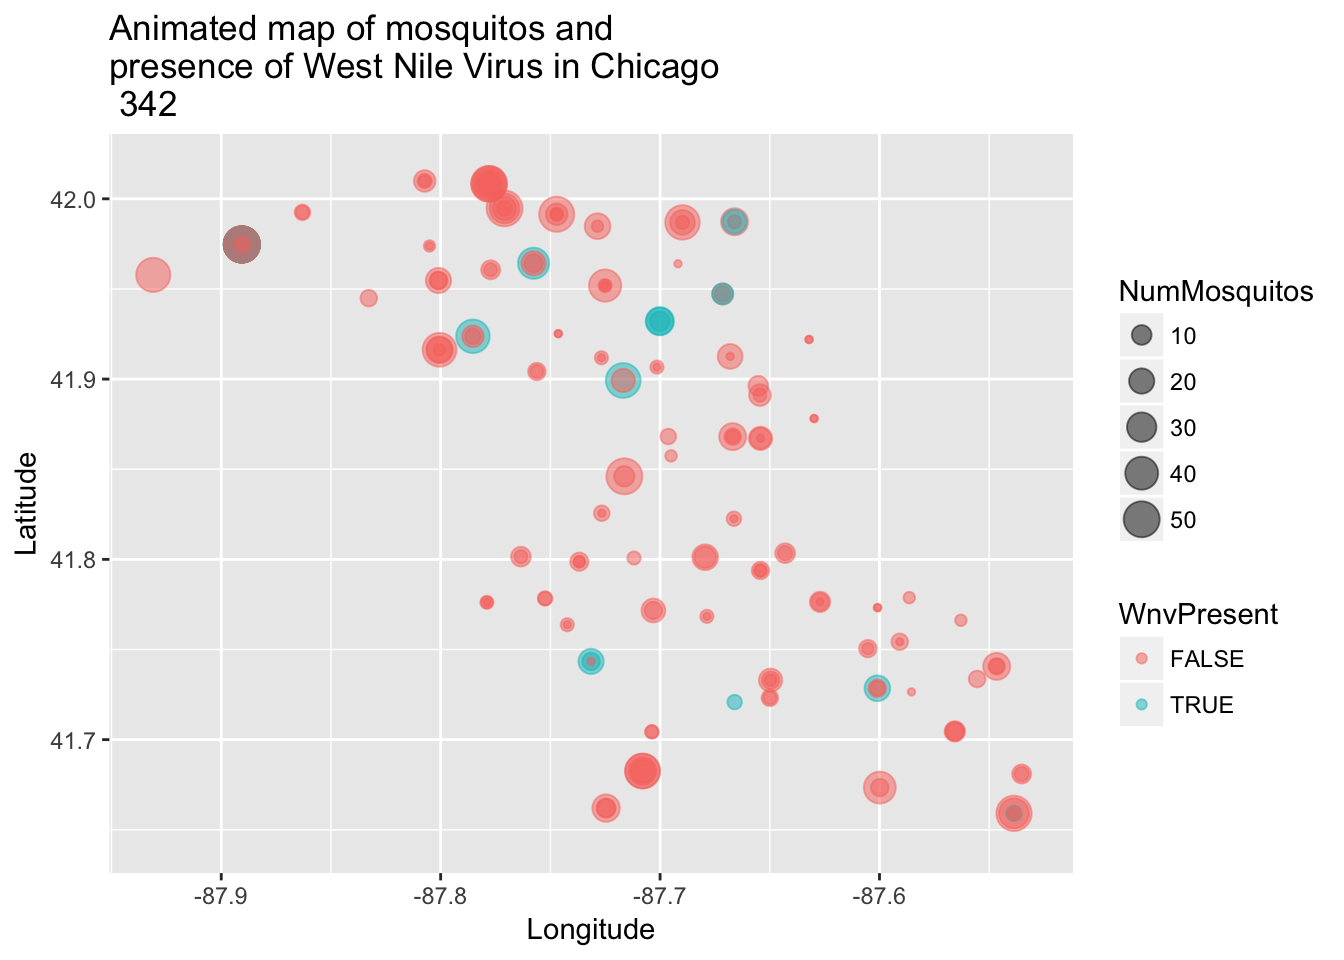 Animated map of mosquitos and
presence of West Nile Virus in Chicago
342
42.0
41.9
41.8
41.7
Latitude
-87.9
-87.8
-87.7
-87.6
Longitude
NumMosquitos
10
20
30
40
50
WnvPresent
FALSE
TRUE